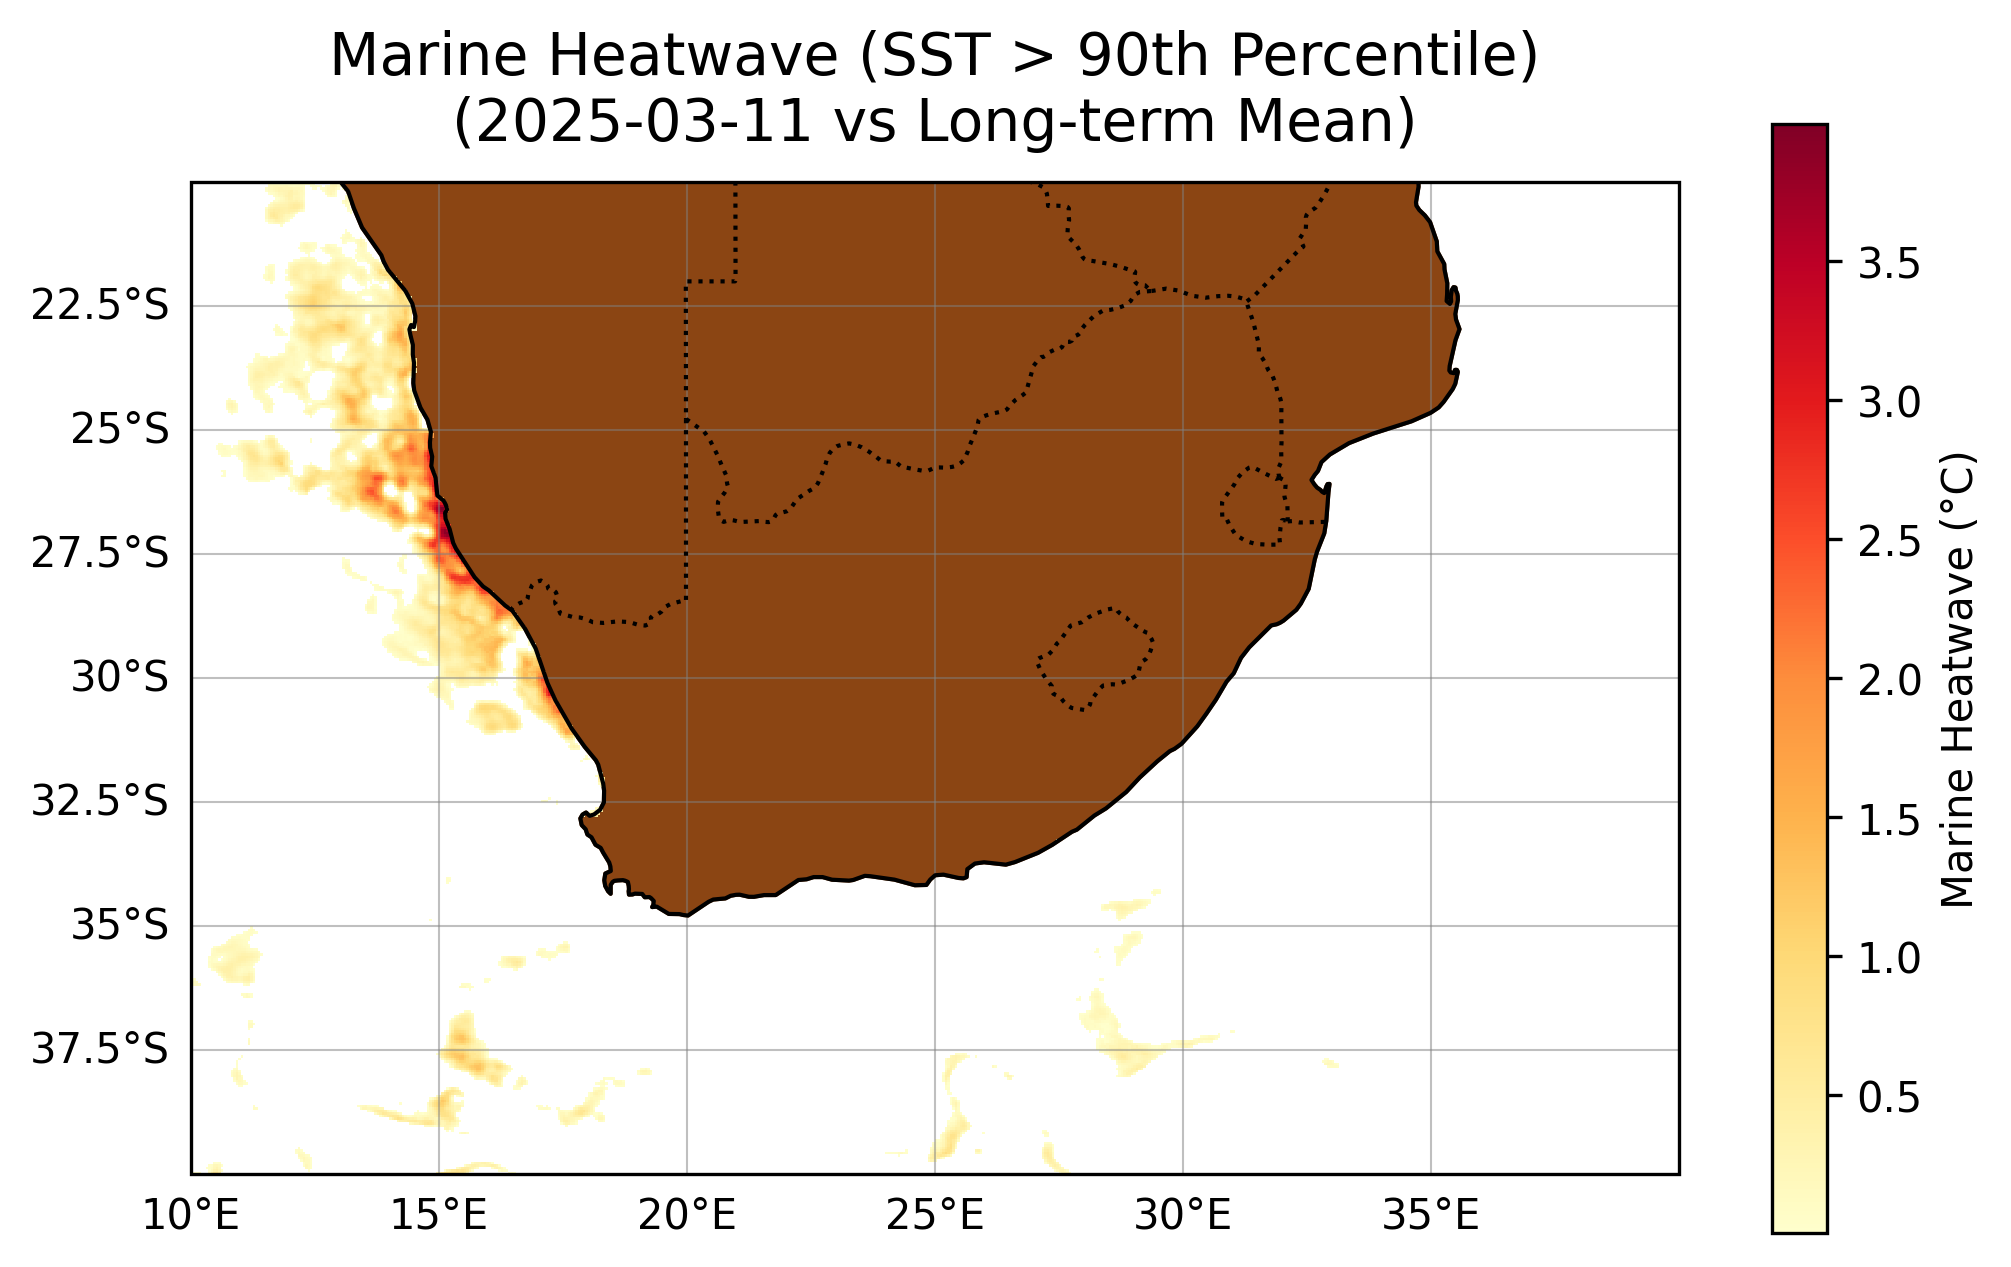 Marine Heatwave (SST > 90th Percentile)
(2025-03-11 vs Long-term Mean)
22.5°S
25°S
27.5°S
30°S
32.5°S
35°S
37.5°S
10°E
15°E
20°E
25°E
30°E
35°E
3.5
3.0
2.5
2.0
1.5
1.0
0.5
Marine Heatwave (°C)